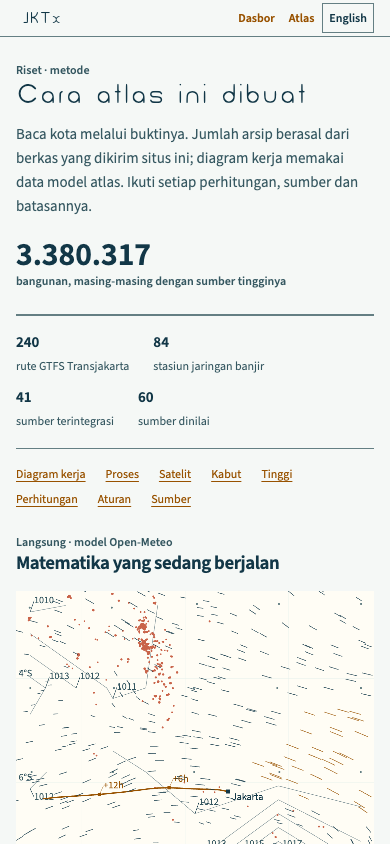 JKTx
Dasbor Atlas English
Riset · metode
Cara atlas ini dibuat
Baca kota melalui buktinya. Jumlah arsip berasal dari
berkas yang dikirim situs ini; diagram kerja memakai
data model atlas. Ikuti setiap perhitungan, sumber dan
batasannya.
3.380.317
bangunan, masing-masing dengan sumber tingginya
240 84
rute GTFS Transjakarta stasiun jaringan banjir
41 60
sumber terintegrasi sumber dinilai
Diagram kerja Proses Satelit Kabut Tinggi
Perhitungan Aturan Sumber
Langsung · model Open-Meteo
Matematika yang sedang berjalan
1010
4°S 1013 1012
1011
6°S +6h
+12h
1012 Jakarta
1012
1013 1015 1017